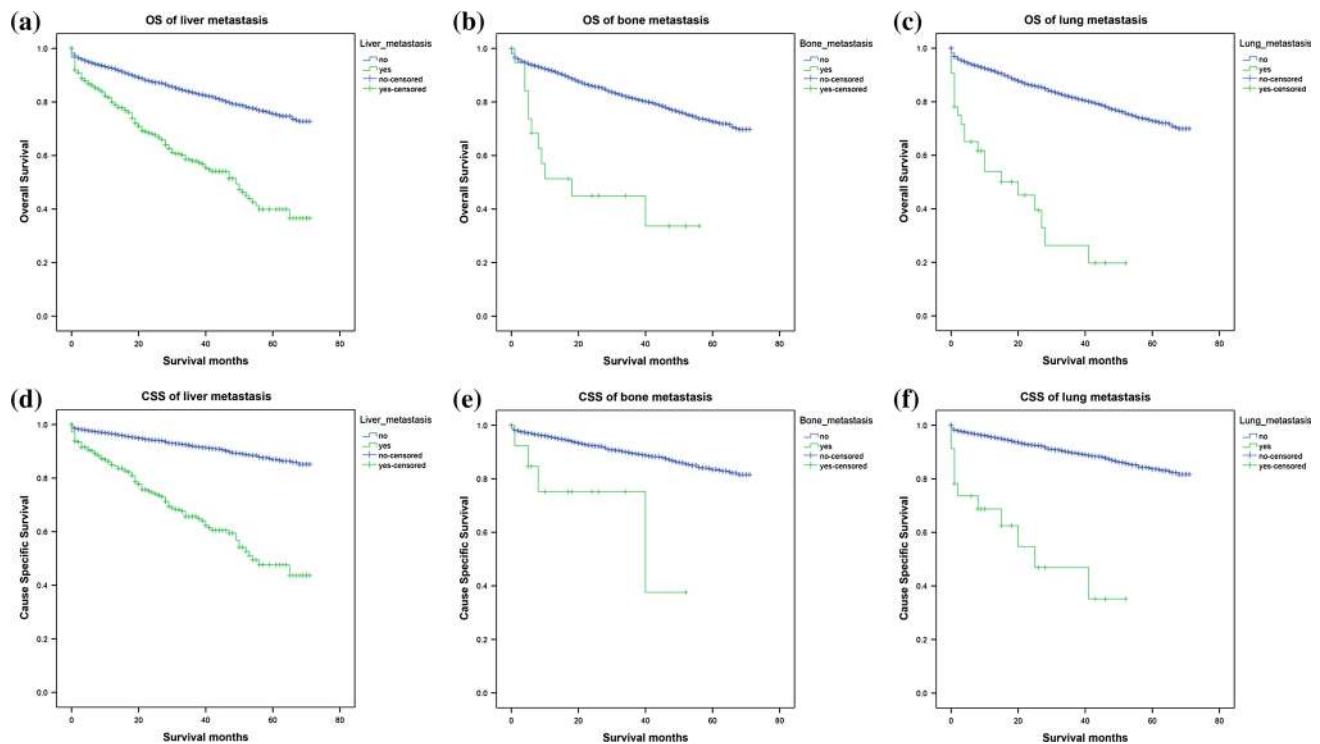 (a)
OS of liver metastasis
Liver_metastasis
no
yes
no-censored
yes-censored
Overall Survival
1.0
0.8
0.6
0.4
0.2
0.0
0 20 40 60 80
Survival months
(b)
OS of bone metastasis
Bone_metastasis
no
yes
no-censored
yes-censored
Overall Survival
1.0
0.8
0.6
0.4
0.2
0.0
0 20 40 60 80
Survival months
(c)
OS of lung metastasis
Lung_metastasis
no
yes
no-censored
yes-censored
Overall Survival
1.0
0.8
0.6
0.4
0.2
0.0
0 20 40 60 80
Survival months
(d)
CSS of liver metastasis
Liver_metastasis
no
yes
no-censored
yes-censored
Cause Specific Survival
1.0
0.8
0.6
0.4
0.2
0.0
0 20 40 60 80
Survival months
(e)
CSS of bone metastasis
Bone_metastasis
no
yes
no-censored
yes-censored
Cause Specific Survival
1.0
0.8
0.6
0.4
0.2
0.0
0 20 40 60 80
Survival months
(f)
CSS of lung metastasis
Lung_metastasis
no
yes
no-censored
yes-censored
Cause Specific Survival
1.0
0.8
0.6
0.4
0.2
0.0
0 20 40 60 80
Survival months